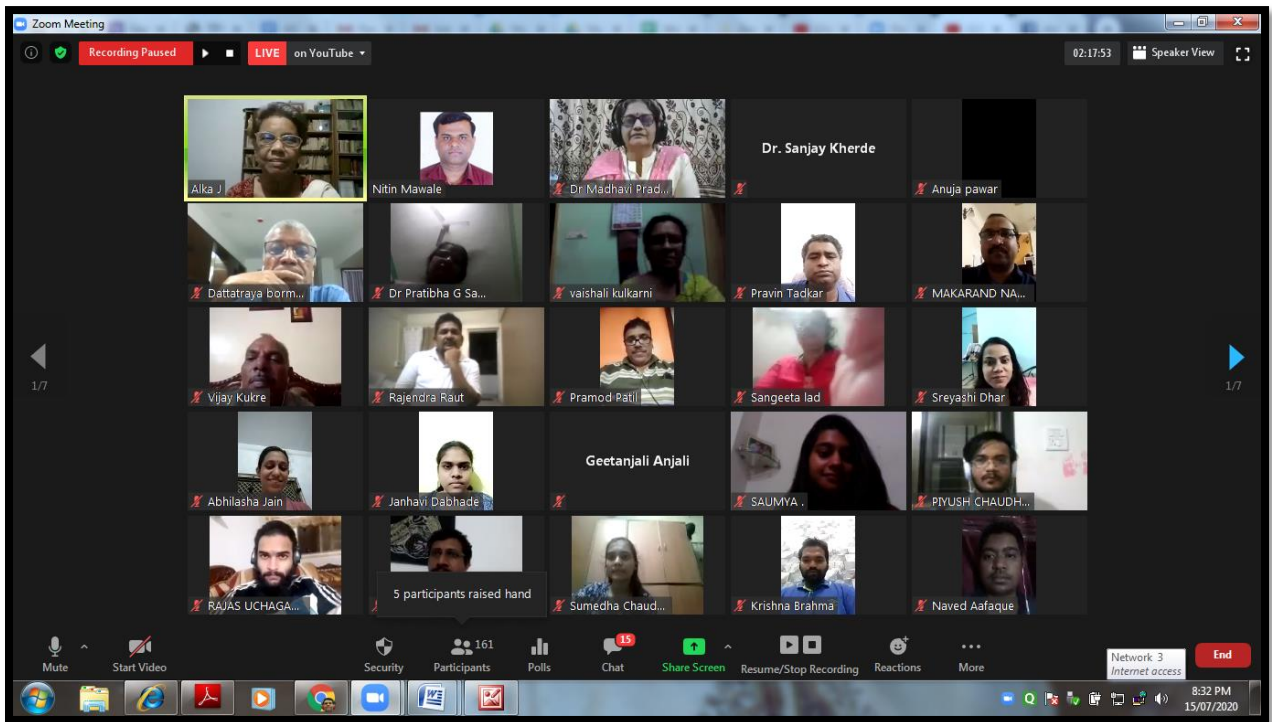 Zoom Meeting
Recording Paused LIVE on YouTube 02:17:53 Speaker View
Alka J Nitin Mawale Dr Madhavi Prad... Dr. Sanjay Kherde Anuja pawar
Dattatraya borm... Dr Pratibha G Sa... vaishali kulkarni Pravin Tadkar MAKARAND NA...
1/7 1/7
Vijay Kukre Rajendra Raut Pramod Patil Sangeeta lad Sreyashi Dhar
Abhilasha Jain Janhavi Dabhade Geetanjali Anjali SAUMYA . PIYUSH CHAUDH...
5 participants raised hand
RAJAS UCHAGA... Sumedha Chaud... Krishna Brahma Naved Aafaque
161 15
Mute Start Video Security Participants Polls Chat Share Screen Resume/Stop Recording Reactions More End
Network 3
Internet access
8:32 PM
15/07/2020